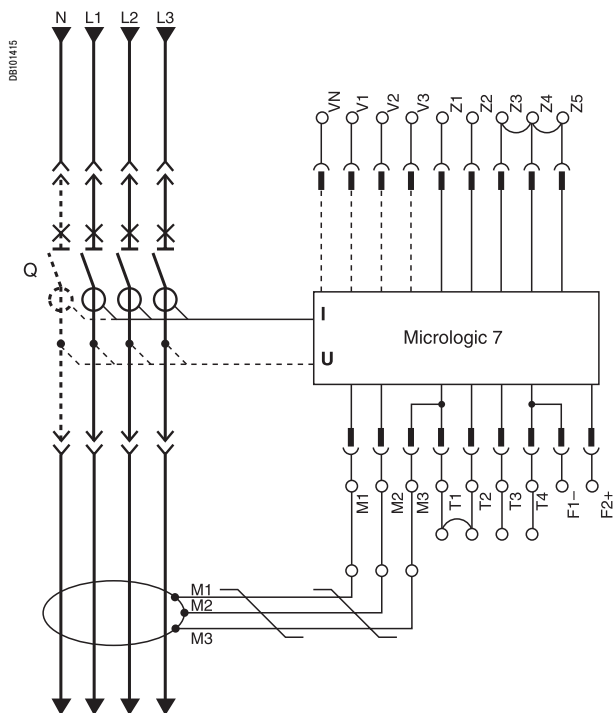 N L1 L2 L3
DB101415
VN V1 V2 V3 Z1 Z2 Z3 Z4 Z5
Q
I
Micrologic 7
U
M1 M2 M3 T1 T2 T3 T4 F1– F2+
M1
M2
M3